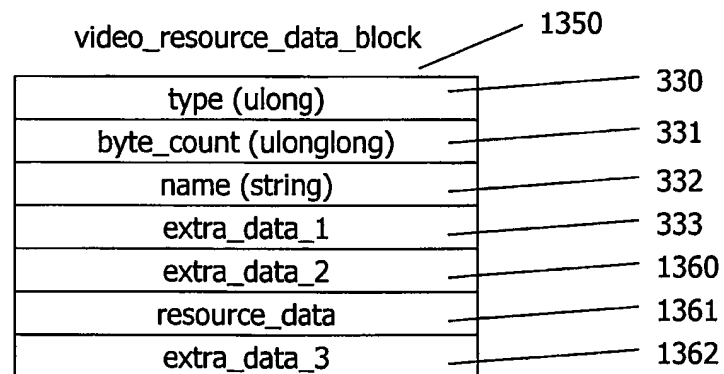 video_resource_data_block 1350
type (ulong) 330
byte_count (ulonglong) 331
name (string) 332
extra_data_1 333
extra_data_2 1360
resource_data 1361
extra_data_3 1362